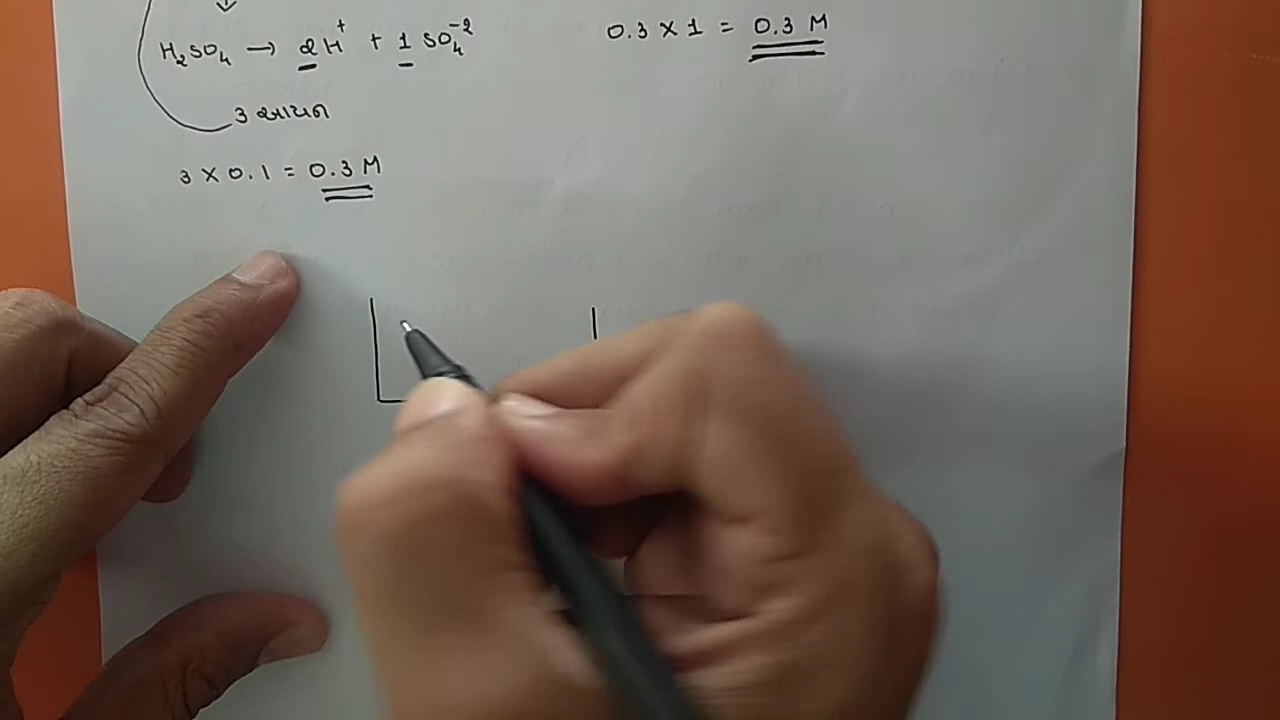 H₂SO₄ → 2H⁺ + 1 SO₄⁻²
3 આયન
3 × 0.1 = 0.3 M
0.3 × 1 = 0.3 M